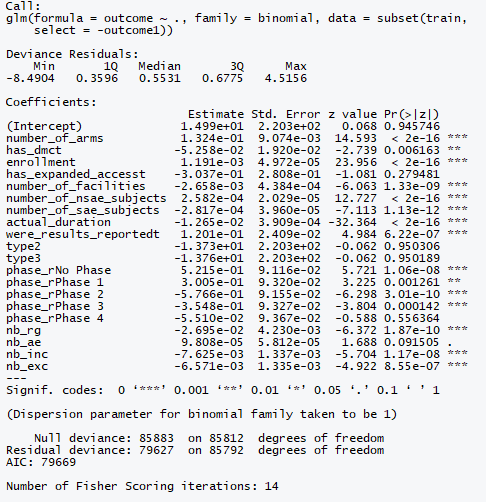 Call:
glm(formula = outcome ~ ., family = binomial, data = subset(train,
    select = -outcome1))

Deviance Residuals:
    Min       1Q   Median       3Q      Max
-8.4904   0.3596   0.5531   0.6775   4.5156

Coefficients:
                        Estimate Std. Error z value Pr(>|z|)
(Intercept)            1.499e+01  2.203e+02   0.068 0.945746
number_of_arms         1.324e-01  9.074e-03  14.593  < 2e-16 ***
has_dmct              -5.258e-02  1.920e-02  -2.739 0.006163 **
enrollment             1.191e-03  4.972e-05  23.956  < 2e-16 ***
has_expanded_accesst  -3.037e-01  2.808e-01  -1.081 0.279481
number_of_facilities  -2.658e-03  4.384e-04  -6.063 1.33e-09 ***
number_of_nsae_subjects  2.582e-04  2.029e-05  12.727  < 2e-16 ***
number_of_sae_subjects -2.817e-04  3.960e-05  -7.113 1.13e-12 ***
actual_duration       -1.265e-02  3.909e-04 -32.364  < 2e-16 ***
were_results_reportedt  1.201e-01  2.409e-02   4.984 6.22e-07 ***
type2                 -1.373e+01  2.203e+02  -0.062 0.950306
type3                 -1.376e+01  2.203e+02  -0.062 0.950189
phase_rNo Phase        5.215e-01  9.116e-02   5.721 1.06e-08 ***
phase_rPhase 1         3.005e-01  9.320e-02   3.225 0.001261 **
phase_rPhase 2        -5.766e-01  9.155e-02  -6.298 3.01e-10 ***
phase_rPhase 3        -3.548e-01  9.327e-02  -3.804 0.000142 ***
phase_rPhase 4        -5.510e-02  9.367e-02  -0.588 0.556364
nb_rg                 -2.695e-02  4.230e-03  -6.372 1.87e-10 ***
nb_ae                  9.808e-05  5.812e-05   1.688 0.091505 .
nb_inc                -7.625e-03  1.337e-03  -5.704 1.17e-08 ***
nb_exc                -6.571e-03  1.335e-03  -4.922 8.55e-07 ***
---
Signif. codes:  0 ‘***’ 0.001 ‘**’ 0.01 ‘*’ 0.05 ‘.’ 0.1 ‘ ’ 1

(Dispersion parameter for binomial family taken to be 1)

    Null deviance: 85883  on 85812  degrees of freedom
Residual deviance: 79627  on 85792  degrees of freedom
AIC: 79669

Number of Fisher Scoring iterations: 14